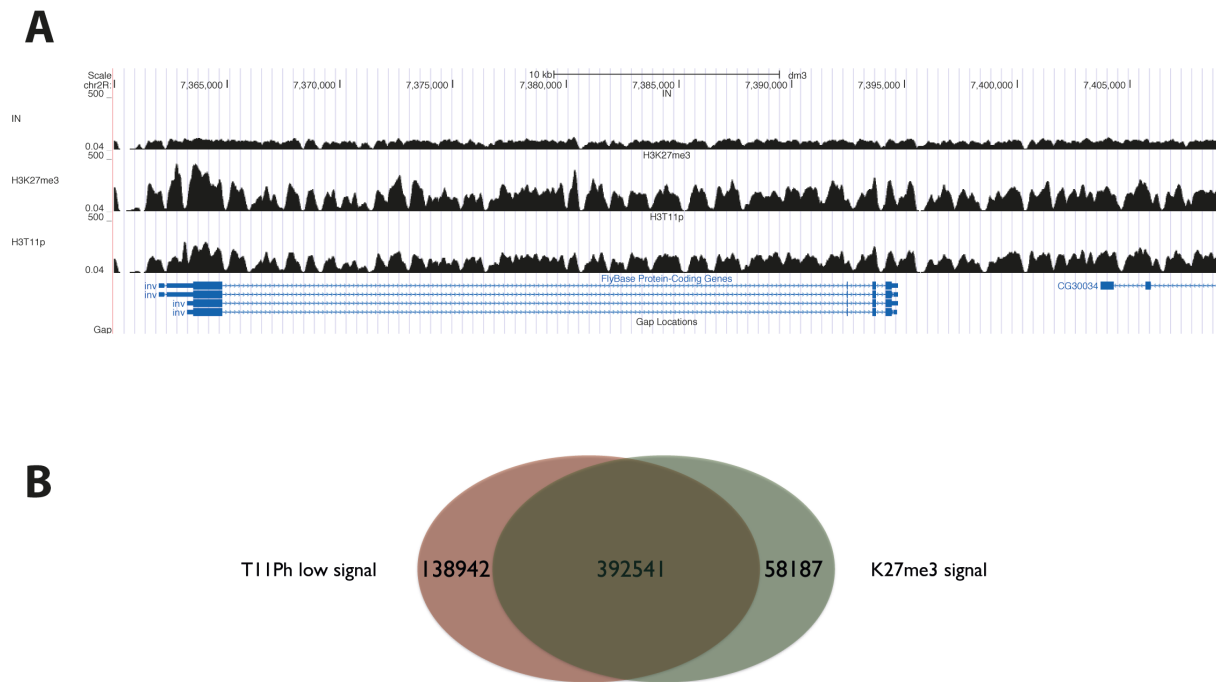 A
Scale 10 kb dm3
chr2R: 7,365,000 7,370,000 7,375,000 7,380,000 7,385,000 7,390,000 7,395,000 7,400,000 7,405,000
500 IN
IN
0.04
500 H3K27me3
H3K27me3
0.04
500 H3T11p
H3T11p
0.04
FlyBase Protein-Coding Genes
inv CG30034
inv
inv
inv
Gap Locations
Gap
B
T11Ph low signal 138942 392541 58187 K27me3 signal